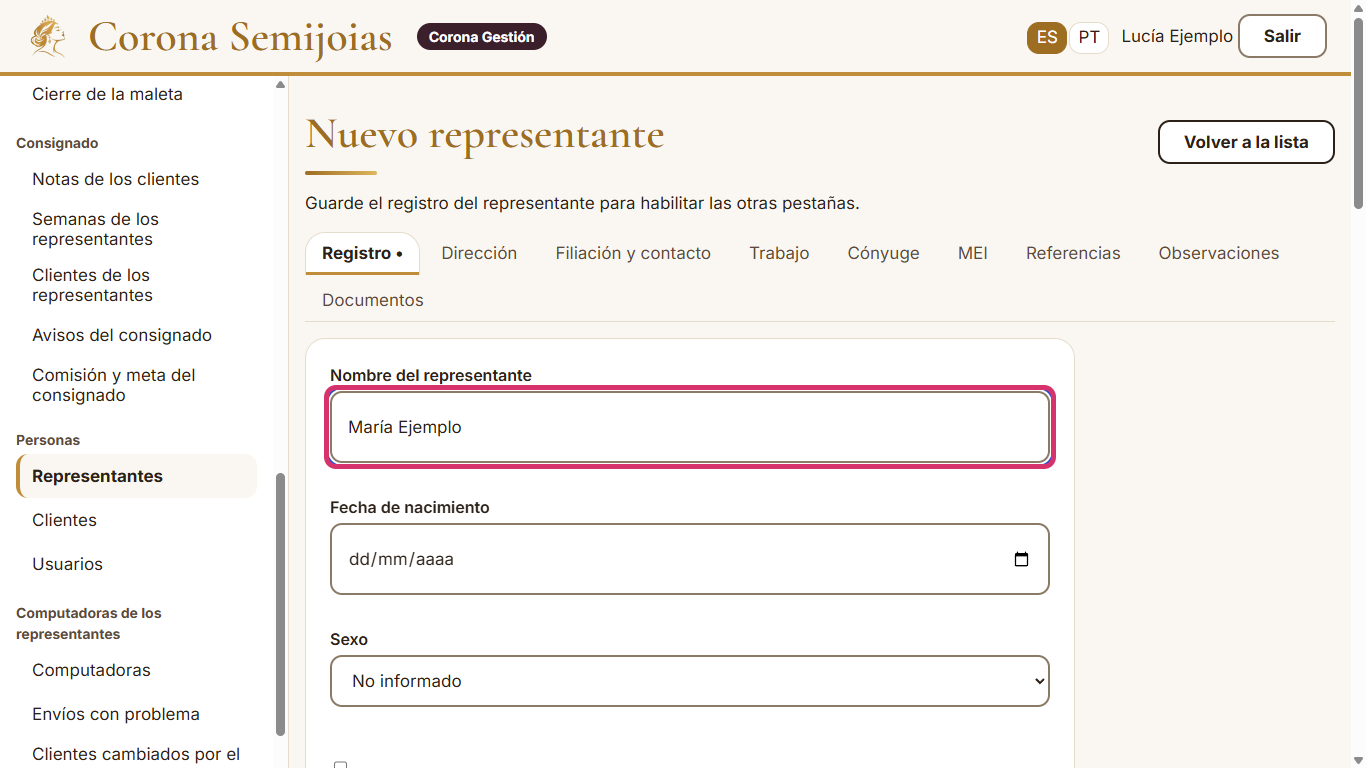 Corona Semijoias
Corona Gestión
ES
PT
Lucía Ejemplo
Salir
Cierre de la maleta
Consignado
Notas de los clientes
Semanas de los
representantes
Clientes de los
representantes
Avisos del consignado
Comisión y meta del
consignado
Personas
Representantes
Clientes
Usuarios
Computadoras de los
representantes
Computadoras
Envíos con problema
Clientes cambiados por el
Nuevo representante
Volver a la lista
Guarde el registro del representante para habilitar las otras pestañas.
Registro •
Dirección
Filiación y contacto
Trabajo
Cónyuge
MEI
Referencias
Observaciones
Documentos
Nombre del representante
María Ejemplo
Fecha de nacimiento
dd/mm/aaaa
Sexo
No informado